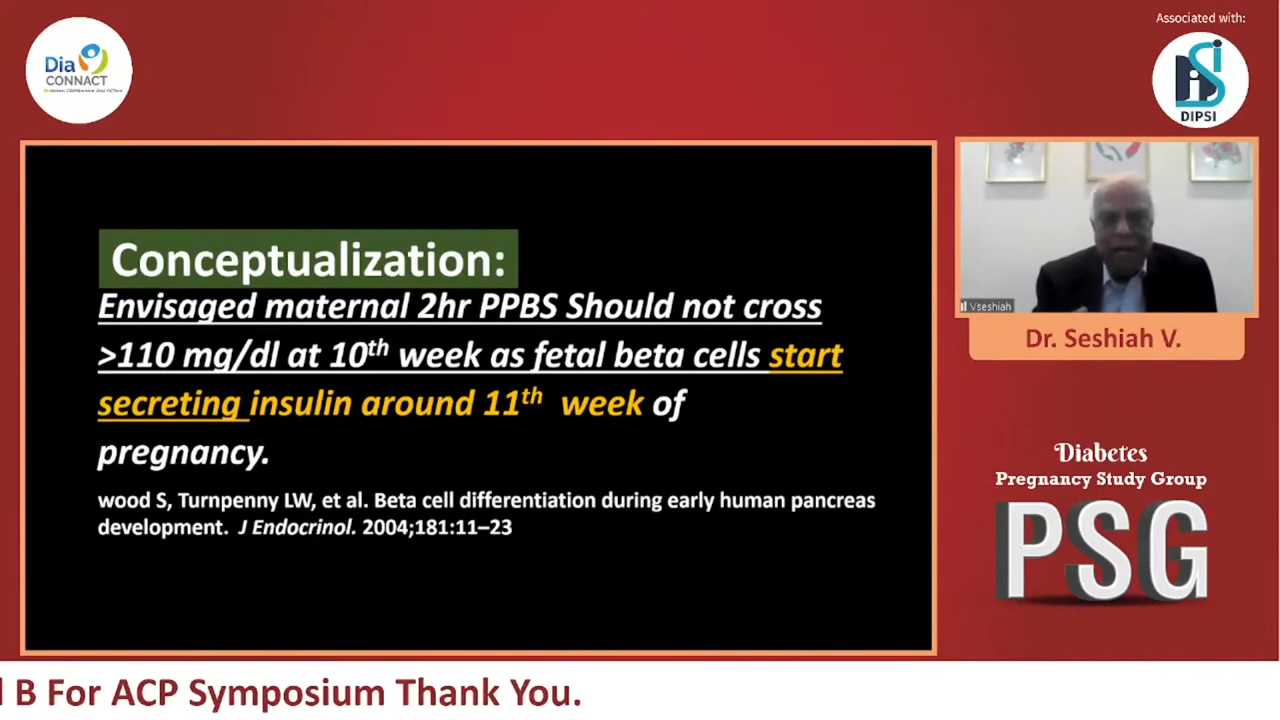 Associated with:
Dia
CONNACT
DIPSI
Conceptualization:
Envisaged maternal 2hr PPBS Should not cross
>110 mg/dl at 10th week as fetal beta cells start
secreting insulin around 11th week of
pregnancy.
wood S, Turnpenny LW, et al. Beta cell differentiation during early human pancreas
development. J Endocrinol. 2004;181:11–23
Vseshiah
Dr. Seshiah V.
Diabetes
Pregnancy Study Group
PSG
B For ACP Symposium Thank You.